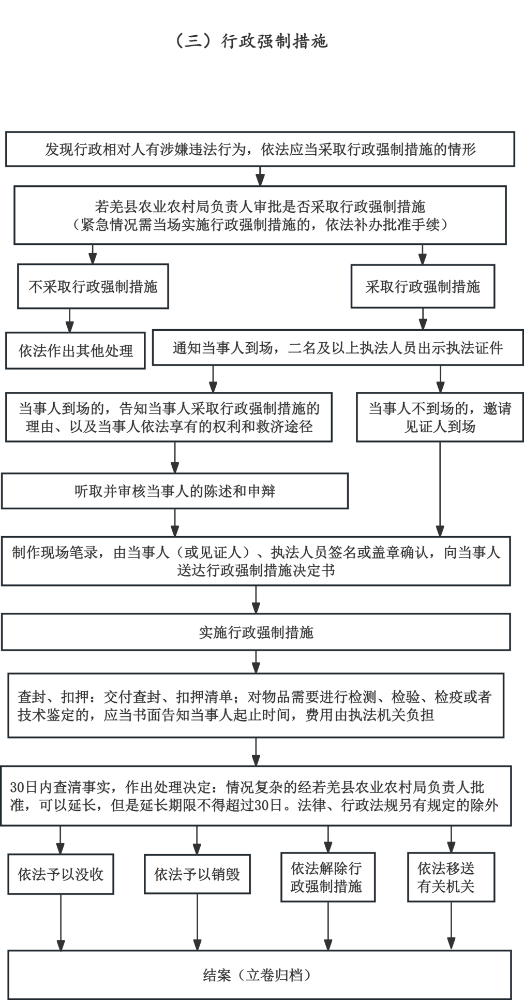 （三）行政强制措施
发现行政相对人有涉嫌违法行为，依法应当采取行政强制措施的情形
若羌县农业农村局负责人审批是否采取行政强制措施
（紧急情况需当场实施行政强制措施的，依法补办批准手续）
不采取行政强制措施
采取行政强制措施
依法作出其他处理
通知当事人到场，二名及以上执法人员出示执法证件
当事人到场的，告知当事人采取行政强制措施的
理由、以及当事人依法享有的权利和救济途径
当事人不到场的，邀请
见证人到场
听取并审核当事人的陈述和申辩
制作现场笔录，由当事人（或见证人）、执法人员签名或盖章确认，向当事人
送达行政强制措施决定书
实施行政强制措施
查封、扣押：交付查封、扣押清单；对物品需要进行检测、检验、检疫或者
技术鉴定的，应当书面告知当事人起止时间，费用由执法机关负担
30日内查清事实，作出处理决定：情况复杂的经若羌县农业农村局负责人批
准，可以延长，但是延长期限不得超过30日。法律、行政法规另有规定的除外
依法予以没收
依法予以销毁
依法解除行
政强制措施
依法移送
有关机关
结案（立卷归档）